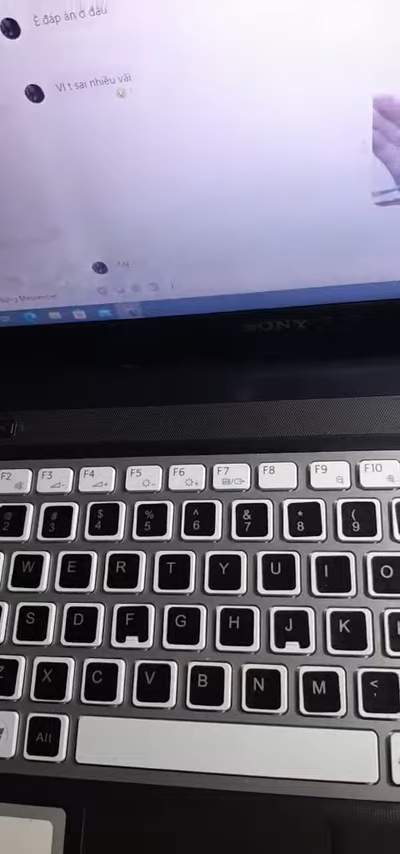 Ê đáp án ở đâu
Vì t sai nhiều vãi
SONY
F2 F3 F4 F5 F6 F7 F8 F9 F10
@ 2 # 3 $ 4 % 5 ^ 6 & 7 * 8 ( 9
W E R T Y U I O
S D F G H J K
Z X C V B N M < ,
Alt